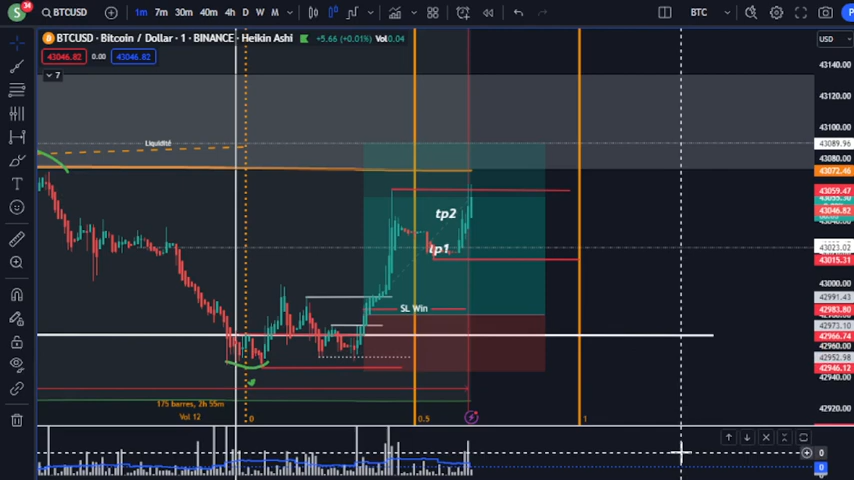 S 34 BTCUSD 1m 7m 30m 40m 4h D W M BTC
BTCUSD · Bitcoin / Dollar · 1 · BINANCE · Heikin Ashi +5.66 (+0.01%) Vol0.04 USD
43046.82 0.00 43046.82
7
43140.00
43120.00
43100.00
Liquidité
43089.96
43080.00
43072.46
43059.47
tp2
43046.82
tp1
43023.02
43015.31
42991.43
SL Win
42983.80
42973.10
42966.74
42960.00
42952.98
42946.12
42940.00
175 barres, 2h 55m
42920.00
Vol 12
0 0.5 1
0
0